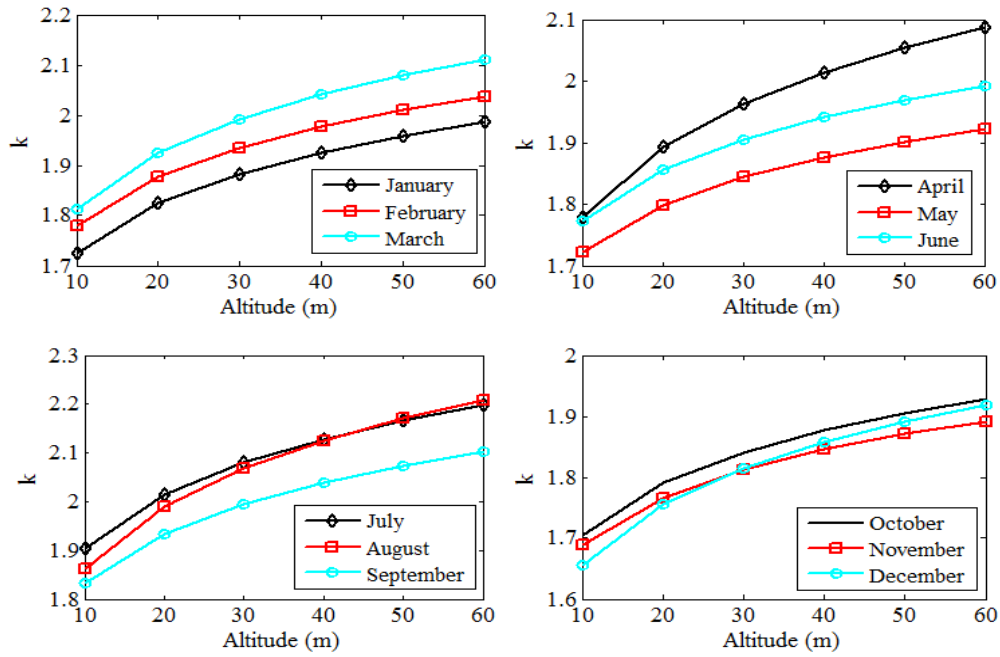 2.2
2.1
2
1.9
1.8
1.7
k
10 20 30 40 50 60
Altitude (m)
January
February
March
2.1
2
1.9
1.8
1.7
k
10 20 30 40 50 60
Altitude (m)
April
May
June
2.3
2.2
2.1
2
1.9
1.8
k
10 20 30 40 50 60
Altitude (m)
July
August
September
2
1.9
1.8
1.7
1.6
k
10 20 30 40 50 60
Altitude (m)
October
November
December